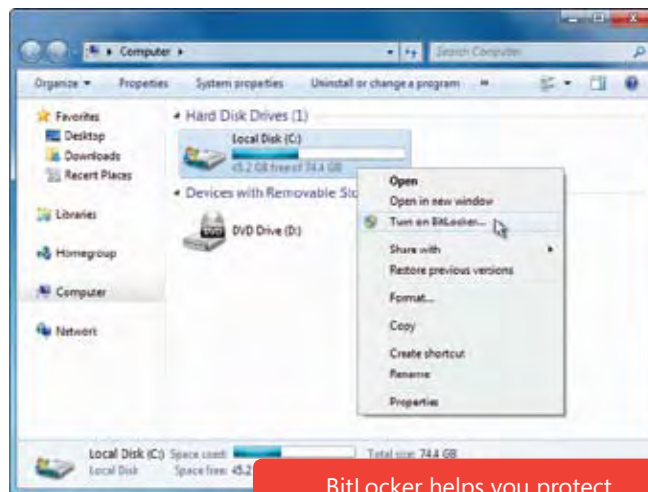 Computer
Search Computer
Organize
Properties
System properties
Uninstall or change a program
»
Favorites
Desktop
Downloads
Recent Places
Libraries
Homegroup
Computer
Network
Hard Disk Drives (1)
Local Disk (C:)
45.2 GB free of 74.4 GB
Devices with Removable Sto
DVD Drive (D:)
Open
Open in new window
Turn on BitLocker...
Share with
Restore previous versions
Format...
Copy
Create shortcut
Rename
Properties
Local Disk (C:) Space used: Total size: 74.4 GB
Local Disk Space free: 45.2
BitLocker helps you protect